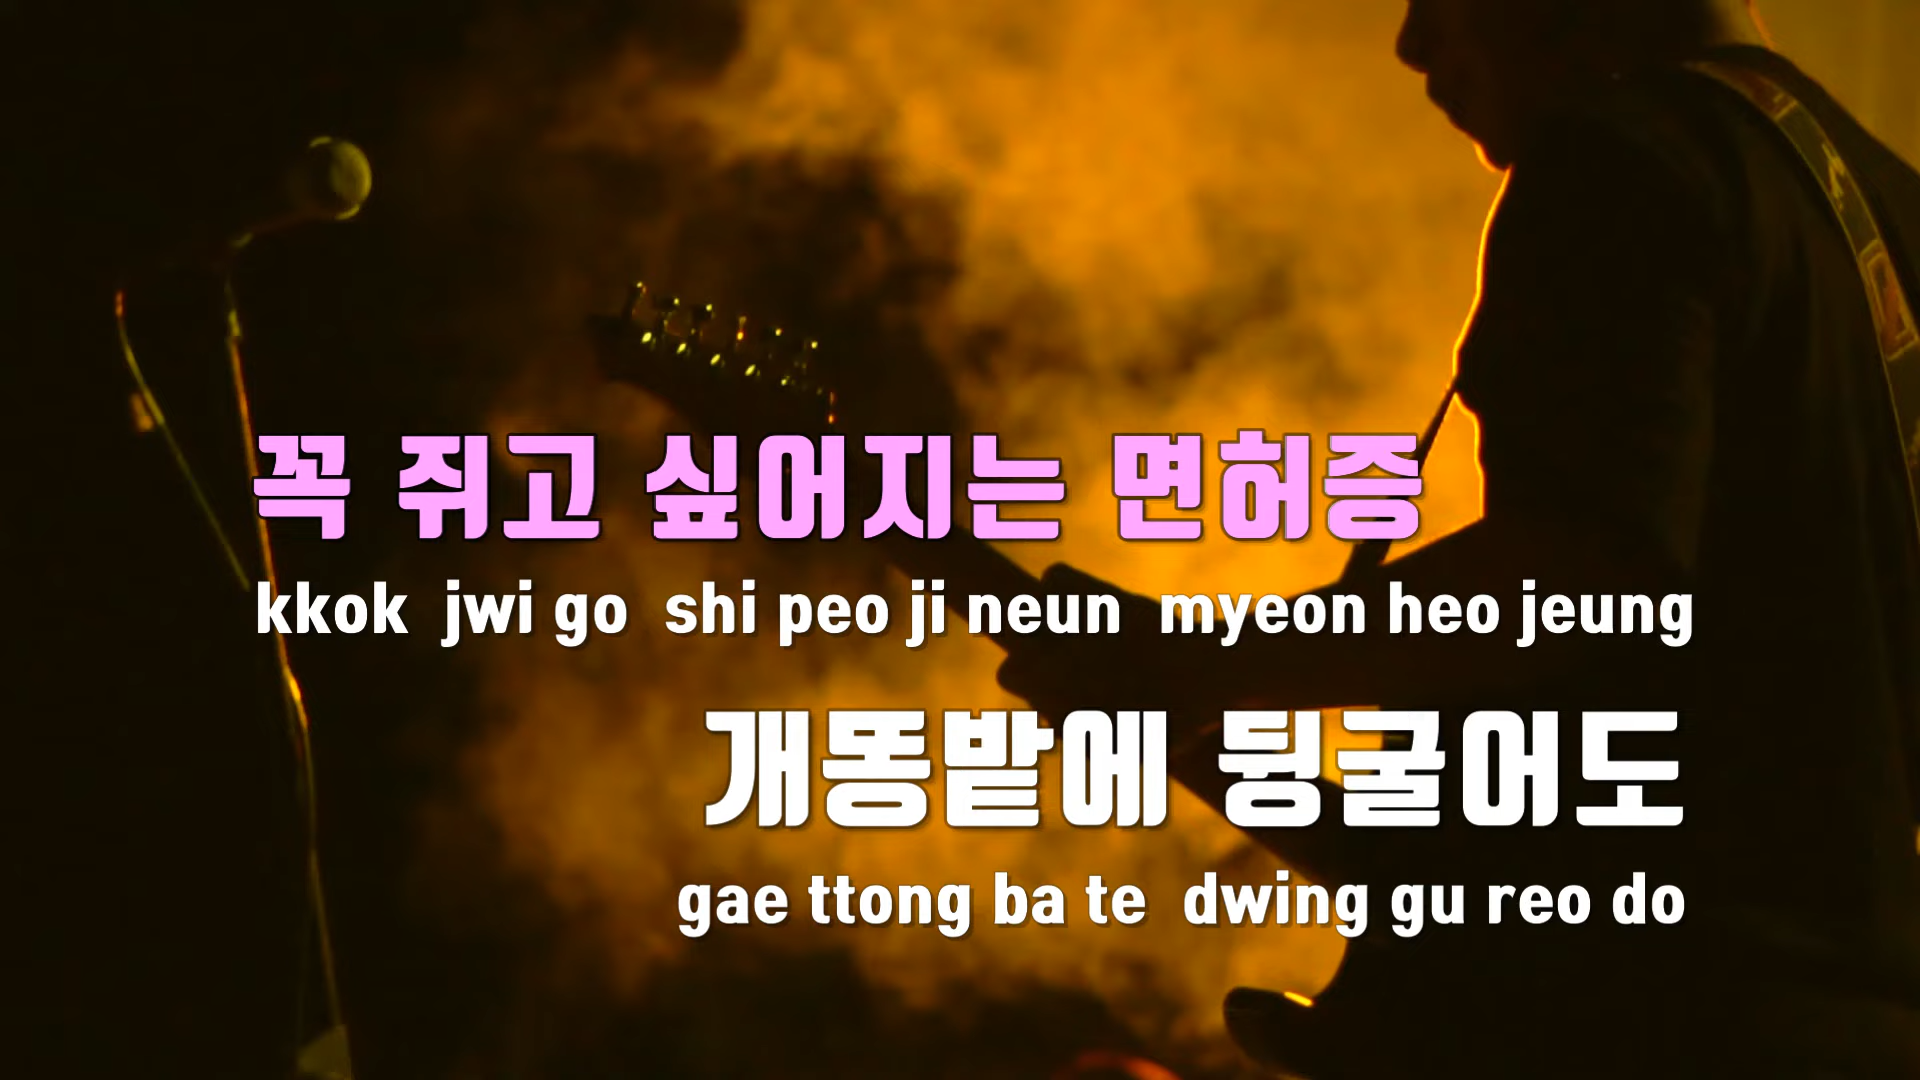 꼭 쥐고 싶어지는 면허증
kkok jwi go shi peo ji neun myeon heo jeung
개똥밭에 뒹굴어도
gae ttong ba te dwing gu reo do